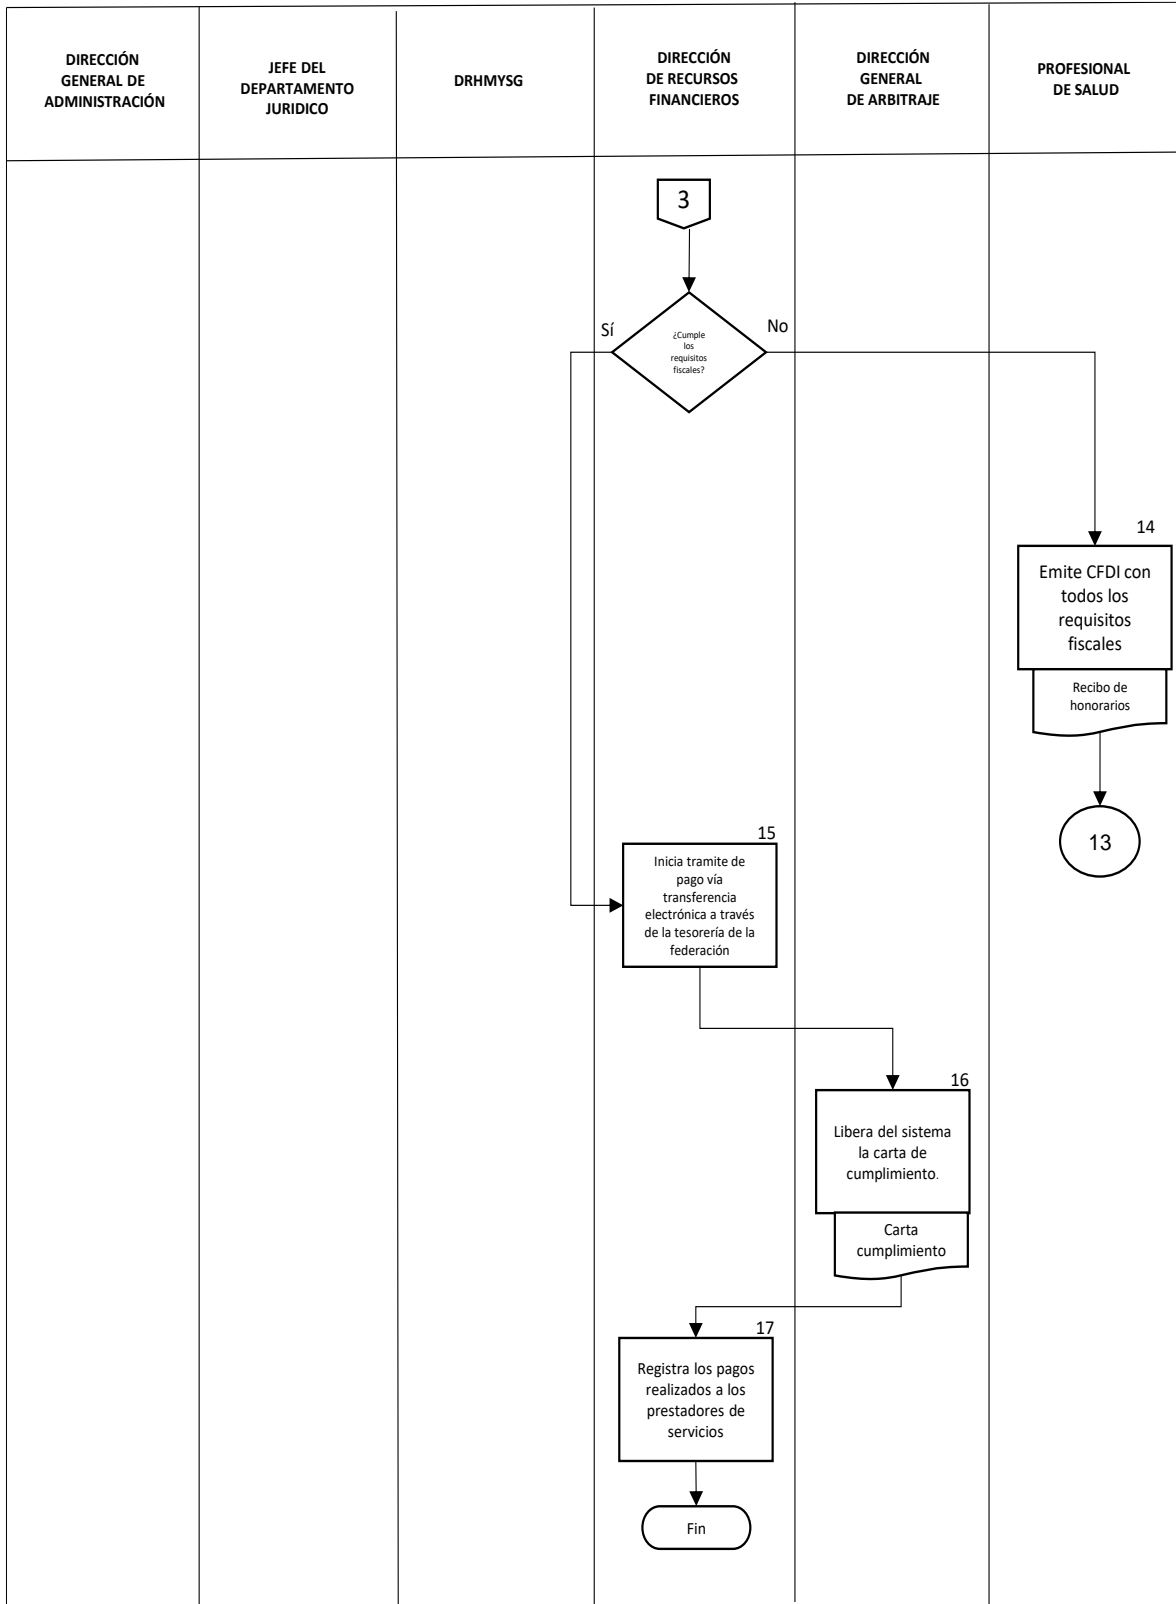 DIRECCIÓN
GENERAL DE
ADMINISTRACIÓN
JEFE DEL
DEPARTAMENTO
JURIDICO
DRHMYSG
DIRECCIÓN
DE RECURSOS
FINANCIEROS
DIRECCIÓN
GENERAL
DE ARBITRAJE
PROFESIONAL
DE SALUD
3
Sí
¿Cumple
los
requisitos
fiscales?
No
14
Emite CFDI con
todos los
requisitos
fiscales
Recibo de
honorarios
13
15
Inicia tramite de
pago vía
transferencia
electrónica a través
de la tesorería de la
federación
16
Libera del sistema
la carta de
cumplimiento.
Carta
cumplimiento
17
Registra los pagos
realizados a los
prestadores de
servicios
Fin